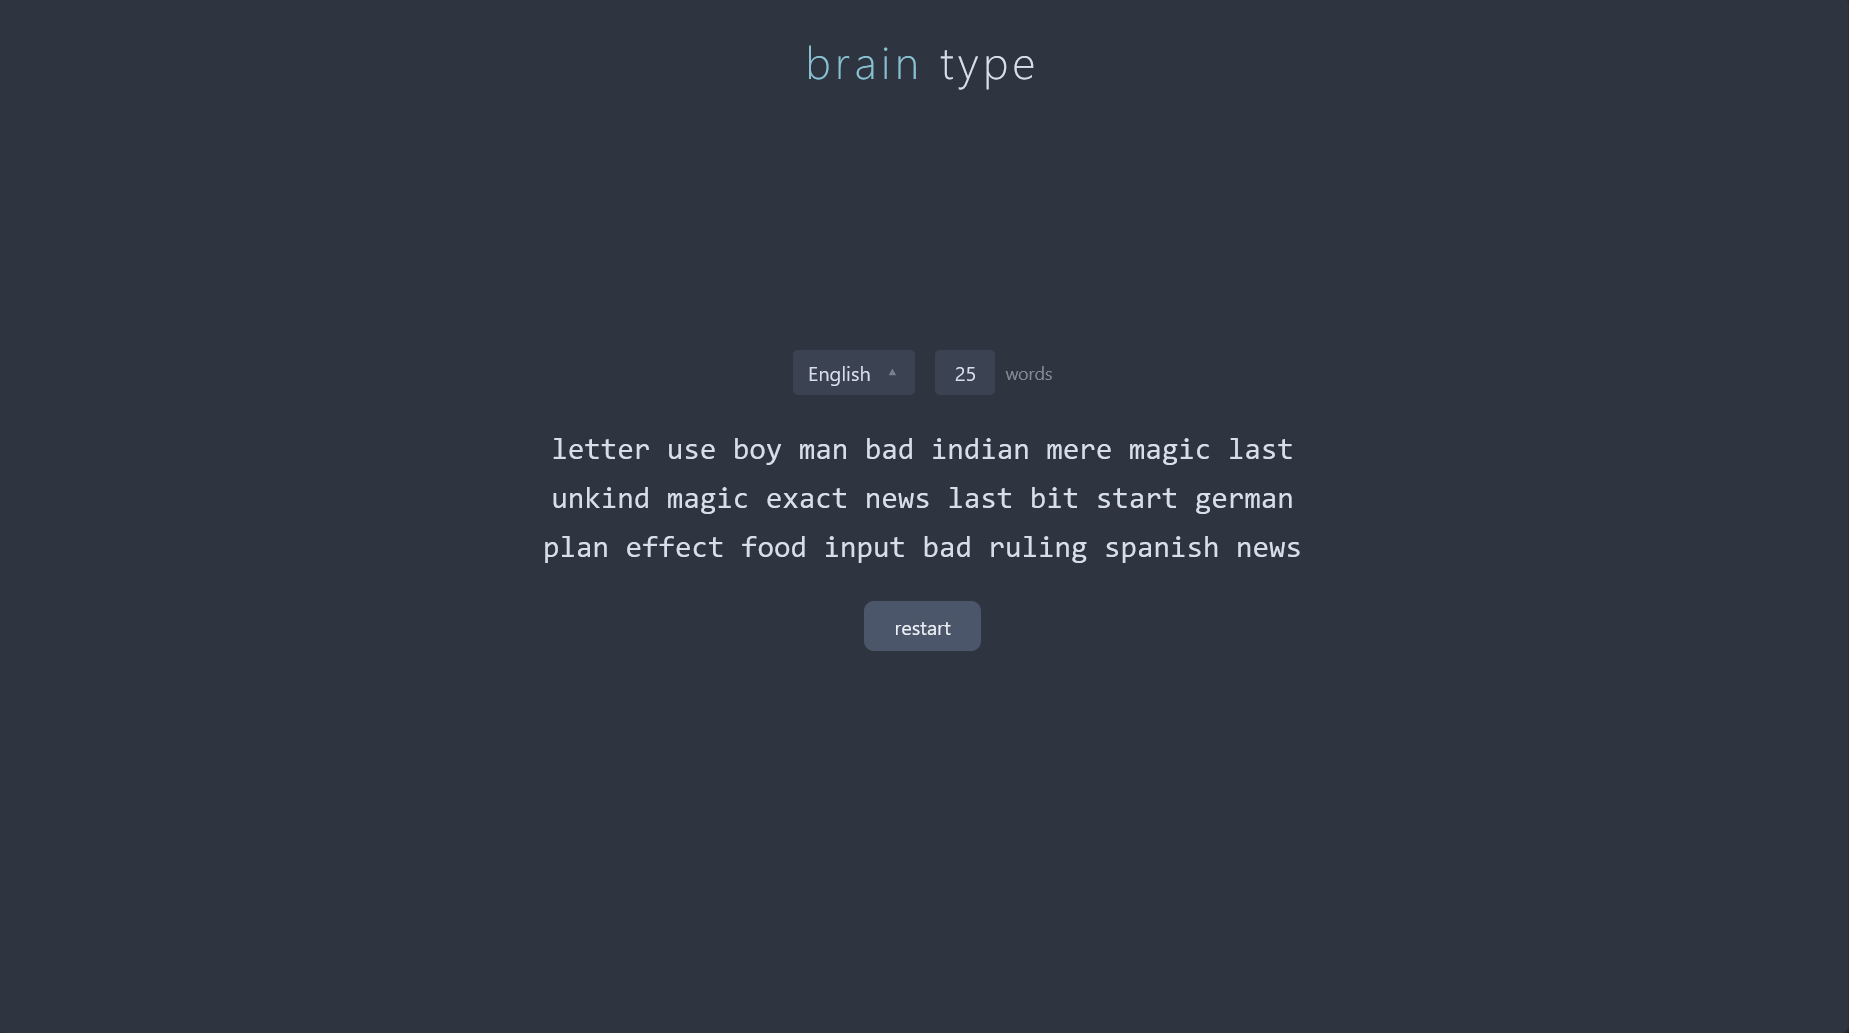 brain type
English 25 words
letter use boy man bad indian mere magic last
unkind magic exact news last bit start german
plan effect food input bad ruling spanish news
restart